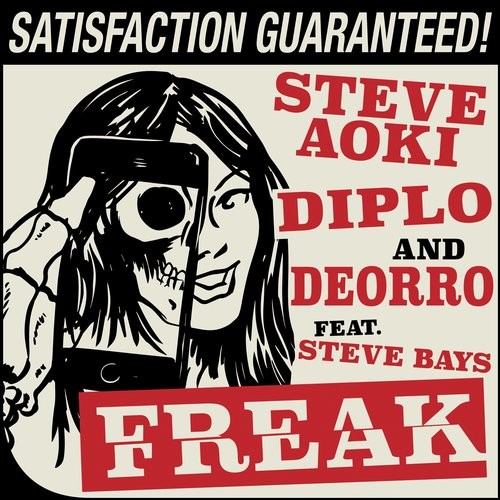 SATISFACTION GUARANTEED!
STEVE
AOKI
DIPLO
AND
DEORRO
FEAT.
STEVE BAYS
FREAK